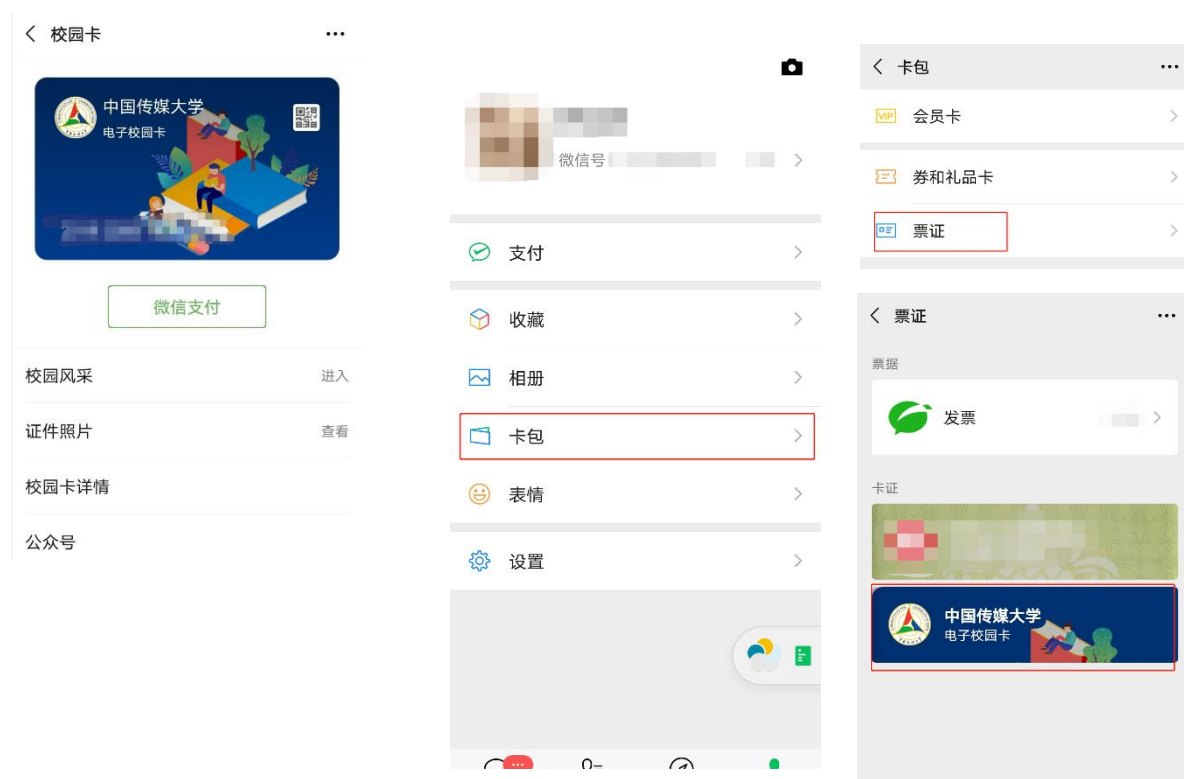 校园卡
中国传媒大学
电子校园卡
微信支付
校园风采 进入
证件照片 查看
校园卡详情
公众号
微信号
支付
收藏
相册
卡包
表情
设置
卡包
VIP 会员卡
券和礼品卡
票证
票证
票据
发票
卡证
中国传媒大学
电子校园卡